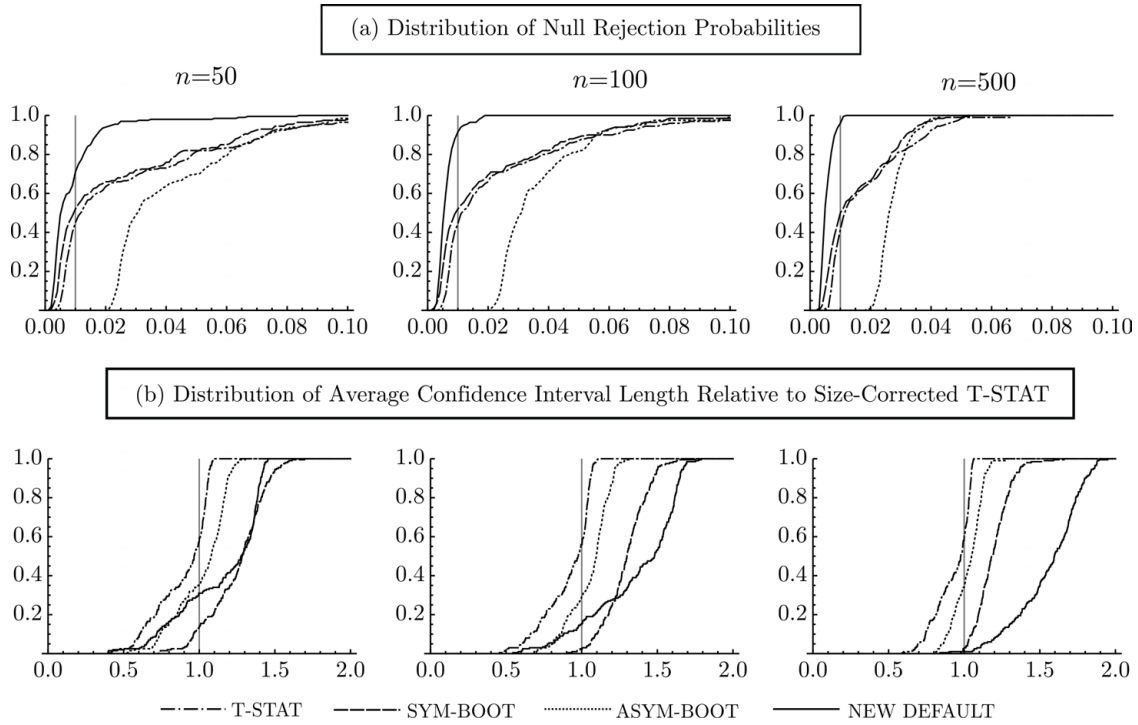 (a) Distribution of Null Rejection Probabilities
n=50 n=100 n=500
1.0 1.0 1.0
0.8 0.8 0.8
0.6 0.6 0.6
0.4 0.4 0.4
0.2 0.2 0.2
0.00 0.02 0.04 0.06 0.08 0.10 0.00 0.02 0.04 0.06 0.08 0.10 0.00 0.02 0.04 0.06 0.08 0.10
(b) Distribution of Average Confidence Interval Length Relative to Size-Corrected T-STAT
1.0 1.0 1.0
0.8 0.8 0.8
0.6 0.6 0.6
0.4 0.4 0.4
0.2 0.2 0.2
0.0 0.5 1.0 1.5 2.0 0.0 0.5 1.0 1.5 2.0 0.0 0.5 1.0 1.5 2.0
T-STAT SYM-BOOT ASYM-BOOT NEW DEFAULT